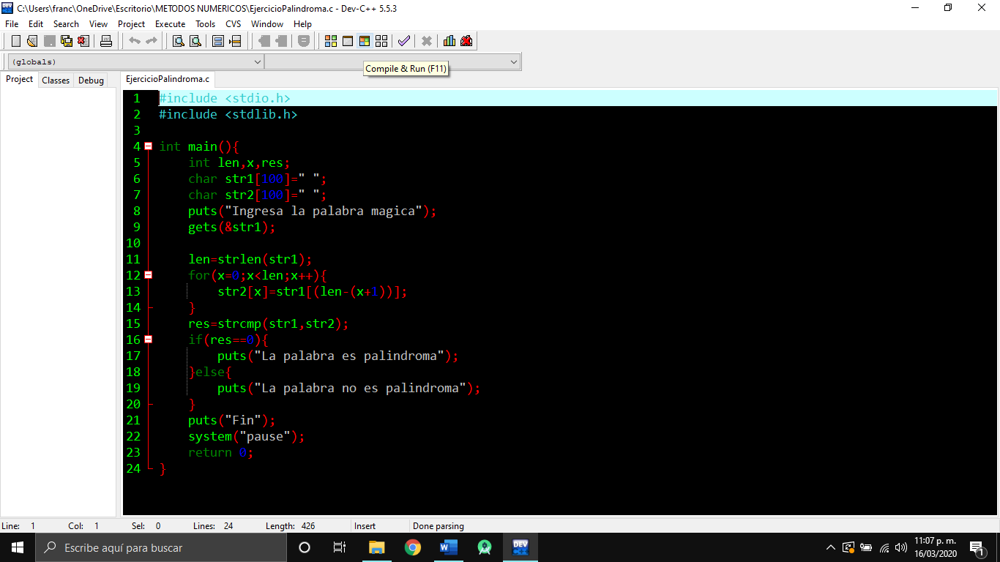 C:\Users\franc\OneDrive\Escritorio\METODOS NUMERICOS\EjercicioPalindroma.c - Dev-C++ 5.5.3
File Edit Search View Project Execute Tools CVS Window Help
(globals)
Compile & Run (F11)
Project Classes Debug EjercicioPalindroma.c
1 #include <stdio.h>
2 #include <stdlib.h>
3
4 int main(){
5 int len,x,res;
6 char str1[100]=" ";
7 char str2[100]=" ";
8 puts("Ingresa la palabra magica");
9 gets(&str1);
10
11 len=strlen(str1);
12 for(x=0;x<len;x++){
13 str2[x]=str1[(len-(x+1))];
14 }
15 res=strcmp(str1,str2);
16 if(res==0){
17 puts("La palabra es palindroma");
18 }else{
19 puts("La palabra no es palindroma");
20 }
21 puts("Fin");
22 system("pause");
23 return 0;
24 }
Line: 1 Col: 1 Sel: 0 Lines: 24 Length: 426 Insert Done parsing
Escribe aquí para buscar
DEV
11:07 p. m.
16/03/2020
1